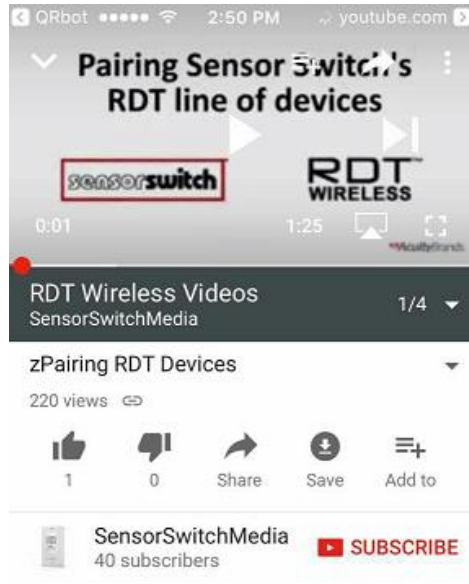 QRbot 2:50 PM youtube.com
Pairing Sensor Switch's
RDT line of devices
sensorswitch
RDT
WIRELESS
0:01 1:25
AcuityBrands
RDT Wireless Videos
SensorSwitchMedia
1/4
zPairing RDT Devices
220 views
1 0 Share Save Add to
SensorSwitchMedia
40 subscribers
SUBSCRIBE